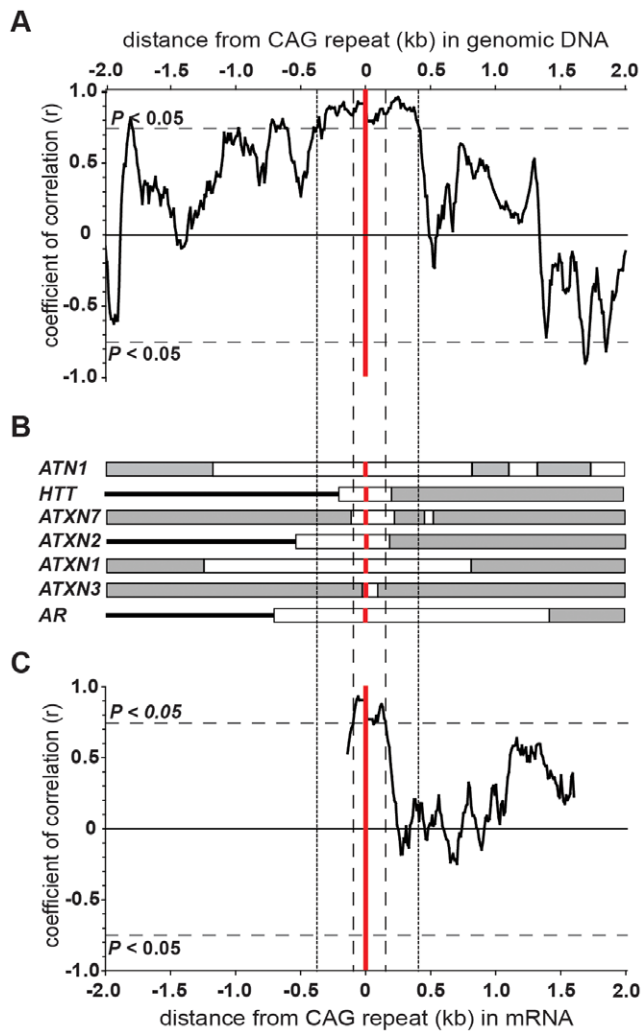 A
distance from CAG repeat (kb) in genomic DNA
-2.0 -1.5 -1.0 -0.5 0 0.5 1.0 1.5 2.0
1.0
P < 0.05
0.5
0
-0.5
P < 0.05
-1.0
coefficient of correlation (r)
B
ATN1
HTT
ATXN7
ATXN2
ATXN1
ATXN3
AR
C
1.0
P < 0.05
0.5
0
-0.5
P < 0.05
-1.0
coefficient of correlation (r)
-2.0 -1.5 -1.0 -0.5 0 0.5 1.0 1.5 2.0
distance from CAG repeat (kb) in mRNA